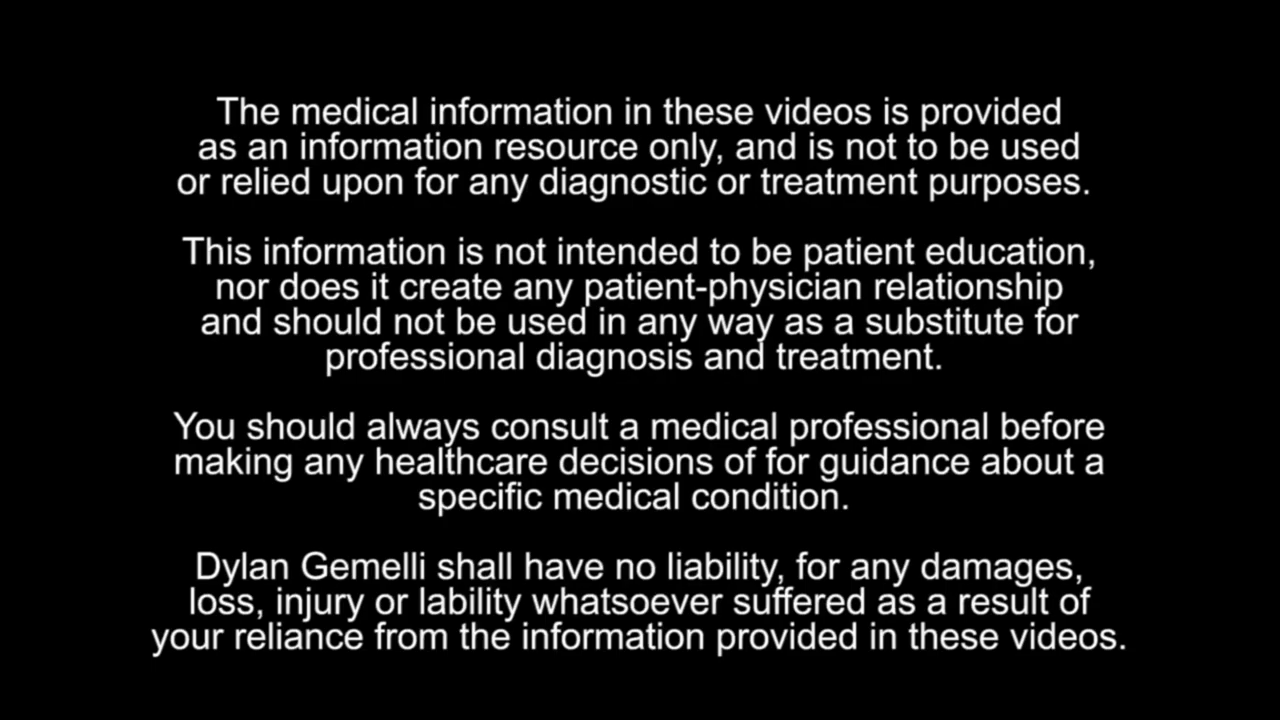 The medical information in these videos is provided
as an information resource only, and is not to be used
or relied upon for any diagnostic or treatment purposes.
This information is not intended to be patient education,
nor does it create any patient-physician relationship
and should not be used in any way as a substitute for
professional diagnosis and treatment.
You should always consult a medical professional before
making any healthcare decisions of for guidance about a
specific medical condition.
Dylan Gemelli shall have no liability, for any damages,
loss, injury or lability whatsoever suffered as a result of
your reliance from the information provided in these videos.